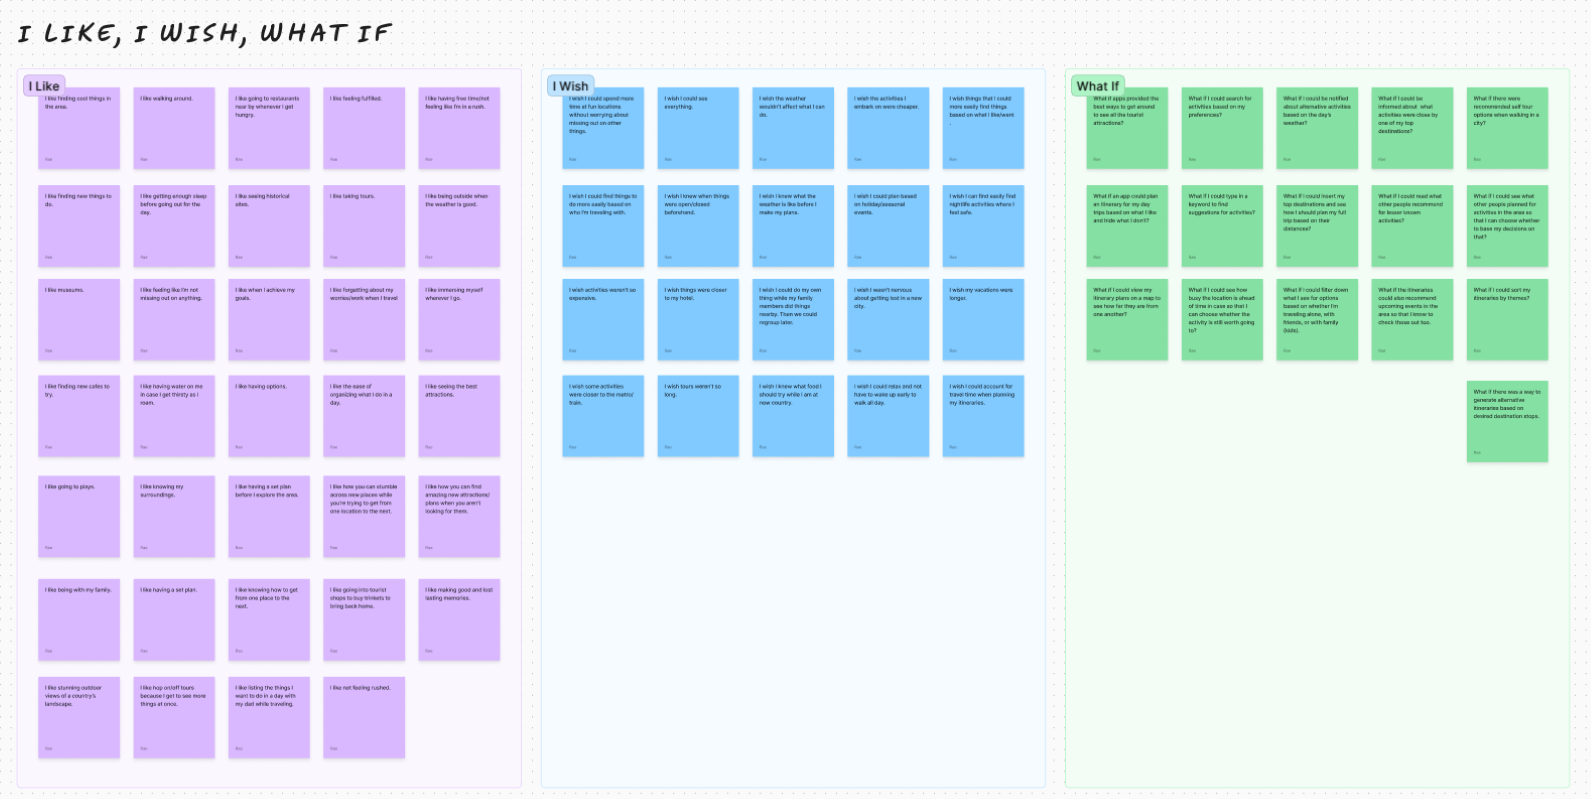 I LIKE, I WISH, WHAT IF
I Like
I like finding cool things in
the area.
I like walking around.
I like going to restaurants
near by whenever I get
hungry.
I like feeling fulfilled.
I like having free time/not
feeling like I'm in a rush.
I like finding new things to
do.
I like getting enough sleep
before going out for the
day.
I like seeing historical
sites.
I like taking tours.
I like being outside when
the weather is good.
I like museums.
I like feeling like I'm not
missing out on anything.
I like when I achieve my
goals.
I like forgetting about my
worries/work when I travel
I like immersing myself
wherever I go.
I like finding new cafes to
try.
I like having water on me
in case I get thirsty as I
roam.
I like having options.
I like the ease of
organizing what I do in a
day.
I like seeing the best
attractions.
I like going to plays.
I like knowing my
surroundings.
I like having a set plan
before I explore the area.
I like how you can stumble
across new places while
you're trying to get from
one location to the next.
I like how you can find
amazing new attractions/
plans when you aren't
looking for them.
I like being with my family.
I like having a set plan.
I like knowing how to get
from one place to the
next.
I like going into tourist
shops to buy trinkets to
bring back home.
I like making good and lost
lasting memories.
I like stunning outdoor
views of a country's
landscape.
I like hop on/off tours
because I get to see more
things at once.
I like listing the things I
want to do in a day with
my diet while traveling.
I like not feeling rushed.
I Wish
I wish I could spend more
time at fun locations
without worrying about
missing out on other
things.
I wish I could see
everything.
I wish the weather
wouldn't affect what I can
do.
I wish the activities I
embark on were cheaper.
I wish things that I could
more easily find things
based on what I like/want
.
I wish I could find things to
do more easily based on
who I'm traveling with.
I wish I knew when things
were open/closed
beforehand.
I wish I knew what the
weather is like before I
make my plans.
I wish I could plan based
on holiday/seasonal
events.
I wish I can find easily find
nightlife activities where I
feel safe.
I wish activities weren't so
expensive.
I wish things were closer
to my hotel.
I wish I could do my own
thing while my family
members did things
nearby. Then we could
regroup later.
I wish I wasn't nervous
about getting lost in a new
city.
I wish my vacations were
longer.
I wish some activities
were closer to the metro/
train.
I wish tours weren't so
long.
I wish I knew what food I
should try while I am at
new country.
I wish I could relax and not
have to wake up early to
walk all day.
I wish I could account for
travel time when planning
my itineraries.
What If
What if apps provided the
best ways to get around
to see all the tourist
attractions?
What if I could search for
activities based on my
preferences?
What if I could be notified
about alternative activities
based on the day's
weather?
What if I could be
informed about what
activities were close by
one of my top
destinations?
What if there were
recommended self tour
options when walking in a
city?
What if an app could plan
an itinerary for my day
trips based on what I like
and hide what I don't?
What if I could type in a
keyword to find
suggestions for activities?
What if I could insert my
top destinations and see
how I should plan my full
trip based on their
distances?
What if I could read what
other people recommend
for lesser known
activities?
What if I could see what
other people planned for
activities in the area so
that I can choose whether
to base my decisions on
that?
What if I could view my
itinerary plans on a map to
see how far they are from
one another?
What if I could see how
busy the location is ahead
of time in case so that I
can choose whether the
activity is still worth going
to?
What if I could filter down
what I see for options
based on whether I'm
traveling alone, with
friends, or with family
(kids).
What if the itineraries
could also recommend
upcoming events in the
area so that I know to
check those out too.
What if I could sort my
itineraries by themes?
What if there was a way to
generate alternative
itineraries based on
desired destination stops.